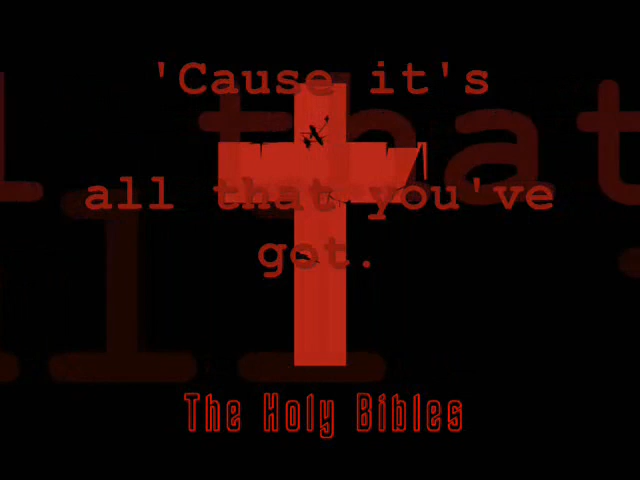 'Cause it's
all that you've
got.
The Holy Bibles